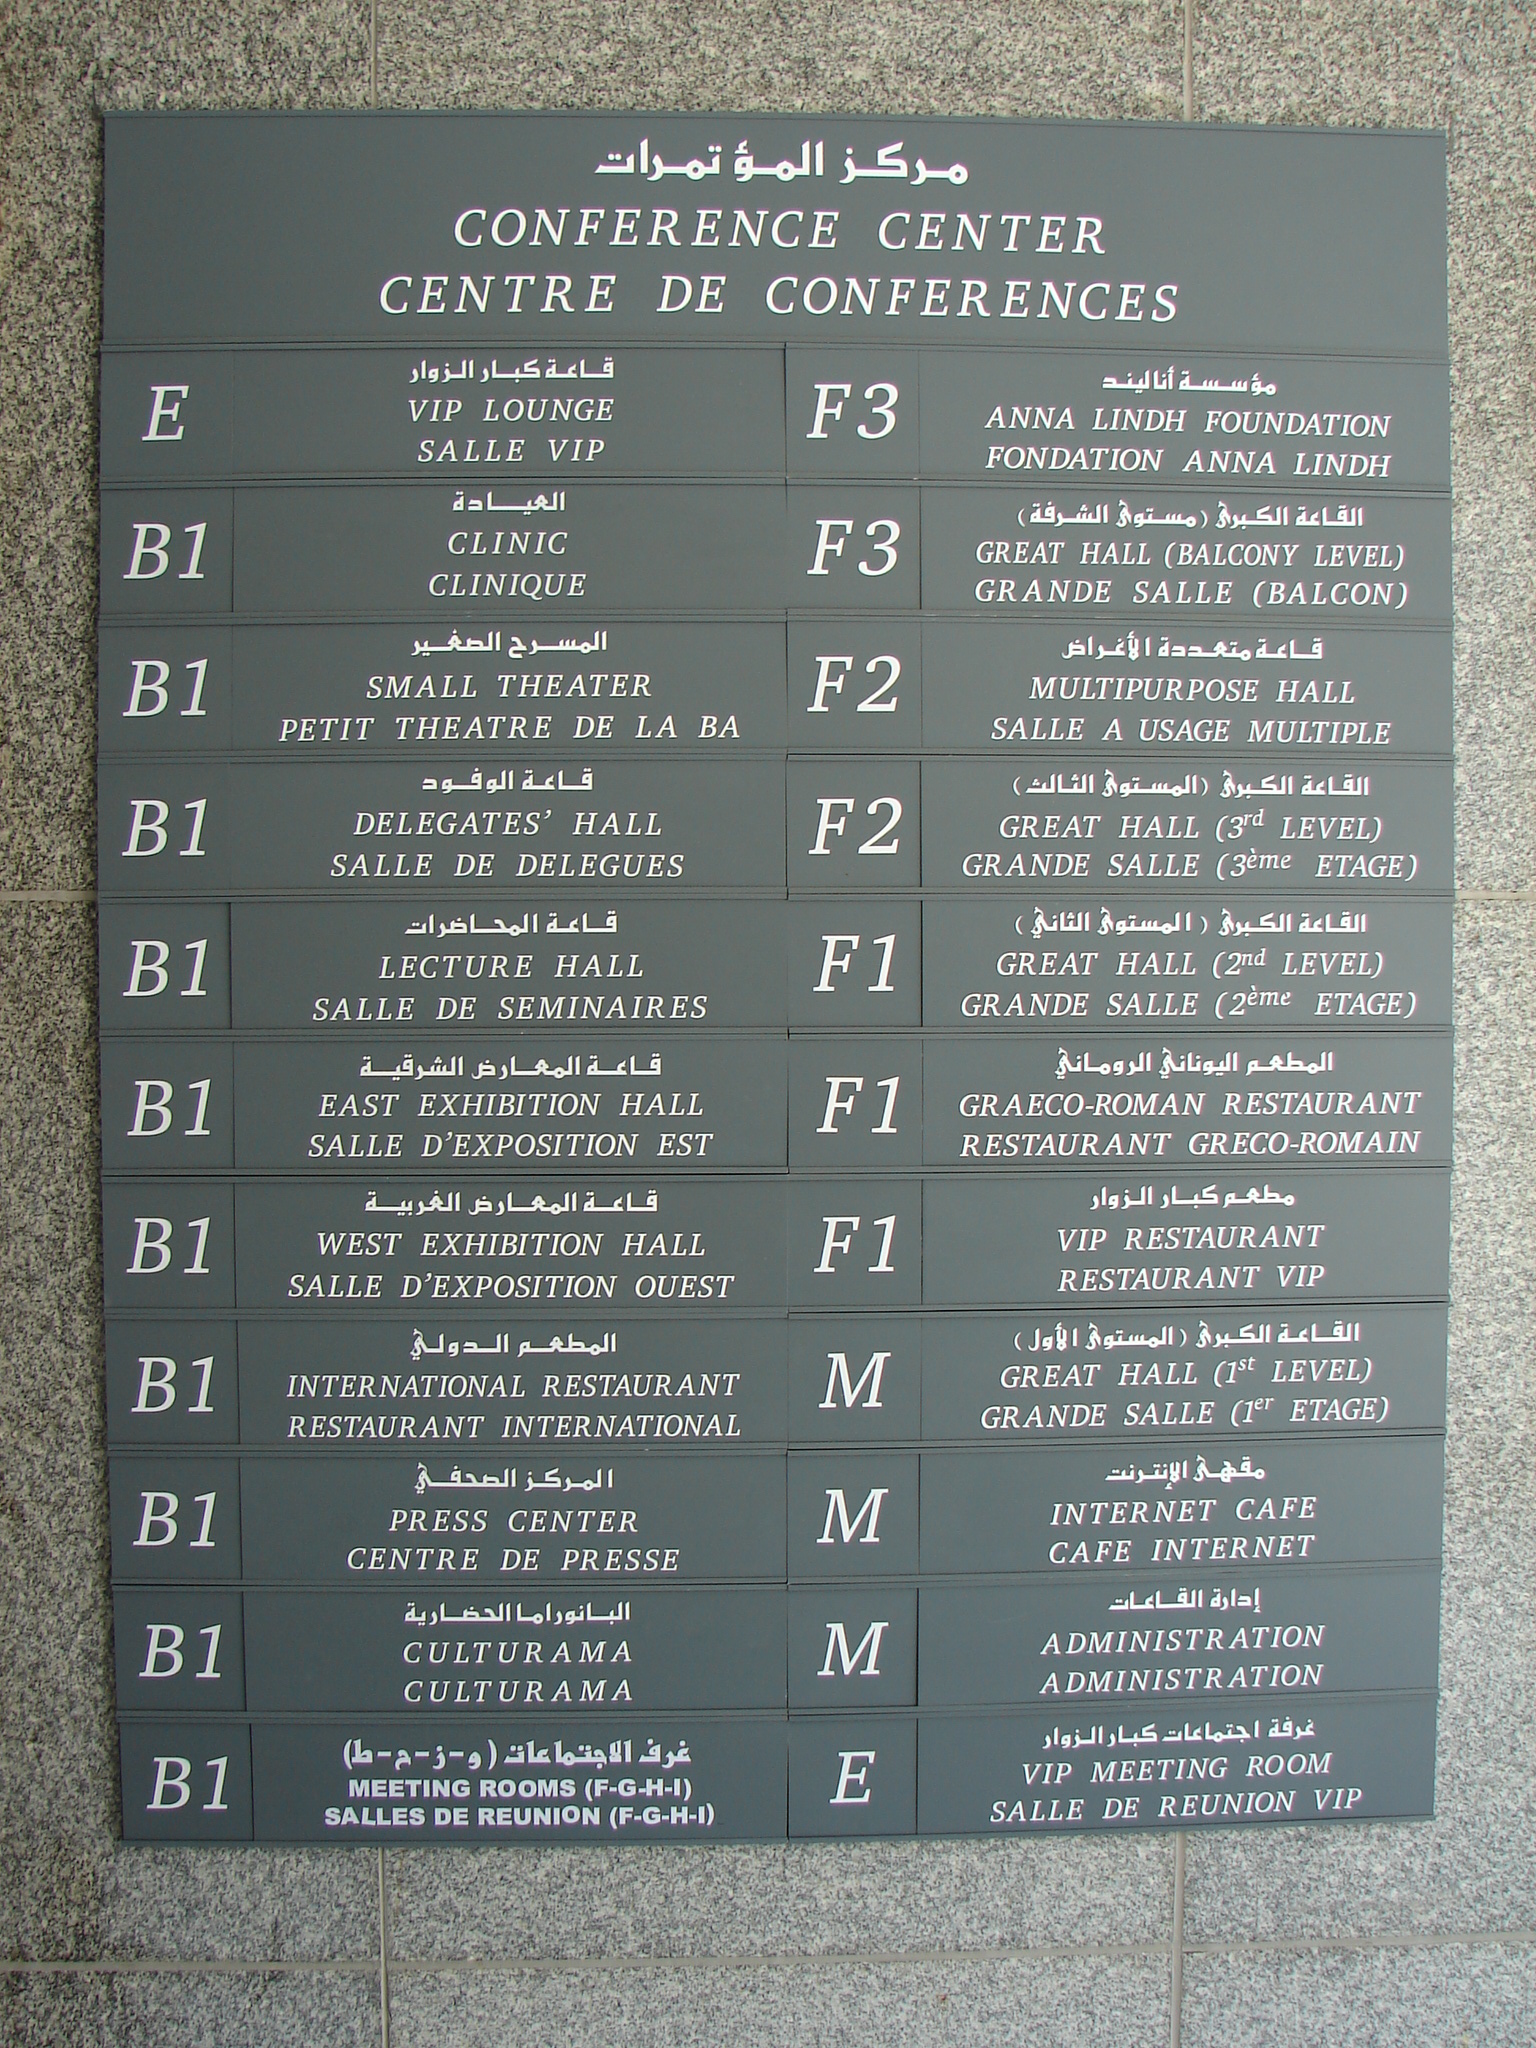 مركز المؤتمرات
CONFERENCE CENTER
CENTRE DE CONFERENCES
E
قاعة كبار الزوار
VIP LOUNGE
SALLE VIP
B1
العيادة
CLINIC
CLINIQUE
B1
المسرح الصغير
SMALL THEATER
PETIT THEATRE DE LA BA
B1
قاعة الوفود
DELEGATES' HALL
SALLE DE DELEGUES
B1
قاعة المحاضرات
LECTURE HALL
SALLE DE SEMINAIRES
B1
قاعة المعارض الشرقية
EAST EXHIBITION HALL
SALLE D'EXPOSITION EST
B1
قاعة المعارض الغربية
WEST EXHIBITION HALL
SALLE D'EXPOSITION OUEST
B1
المطعم الدولي
INTERNATIONAL RESTAURANT
RESTAURANT INTERNATIONAL
B1
المركز الصحفي
PRESS CENTER
CENTRE DE PRESSE
B1
البانوراما الحضارية
CULTURAMA
CULTURAMA
B1
غرف الاجتماعات (و-ز-ح-ط)
MEETING ROOMS (F-G-H-I)
SALLES DE REUNION (F-G-H-I)
F3
مؤسسة أناليند
ANNA LINDH FOUNDATION
FONDATION ANNA LINDH
F3
القاعة الكبرى (مستوى الشرفة)
GREAT HALL (BALCONY LEVEL)
GRANDE SALLE (BALCON)
F2
قاعة متعددة الأغراض
MULTIPURPOSE HALL
SALLE A USAGE MULTIPLE
F2
القاعة الكبرى (المستوى الثالث)
GREAT HALL (3rd LEVEL)
GRANDE SALLE (3ème ETAGE)
F1
القاعة الكبرى (المستوى الثاني)
GREAT HALL (2nd LEVEL)
GRANDE SALLE (2ème ETAGE)
F1
المطعم اليوناني الروماني
GRAECO-ROMAN RESTAURANT
RESTAURANT GRECO-ROMAIN
F1
مطعم كبار الزوار
VIP RESTAURANT
RESTAURANT VIP
M
القاعة الكبرى (المستوى الأول)
GREAT HALL (1st LEVEL)
GRANDE SALLE (1er ETAGE)
M
مقهى الإنترنت
INTERNET CAFE
CAFE INTERNET
M
إدارة القاعات
ADMINISTRATION
ADMINISTRATION
E
غرفة اجتماعات كبار الزوار
VIP MEETING ROOM
SALLE DE REUNION VIP